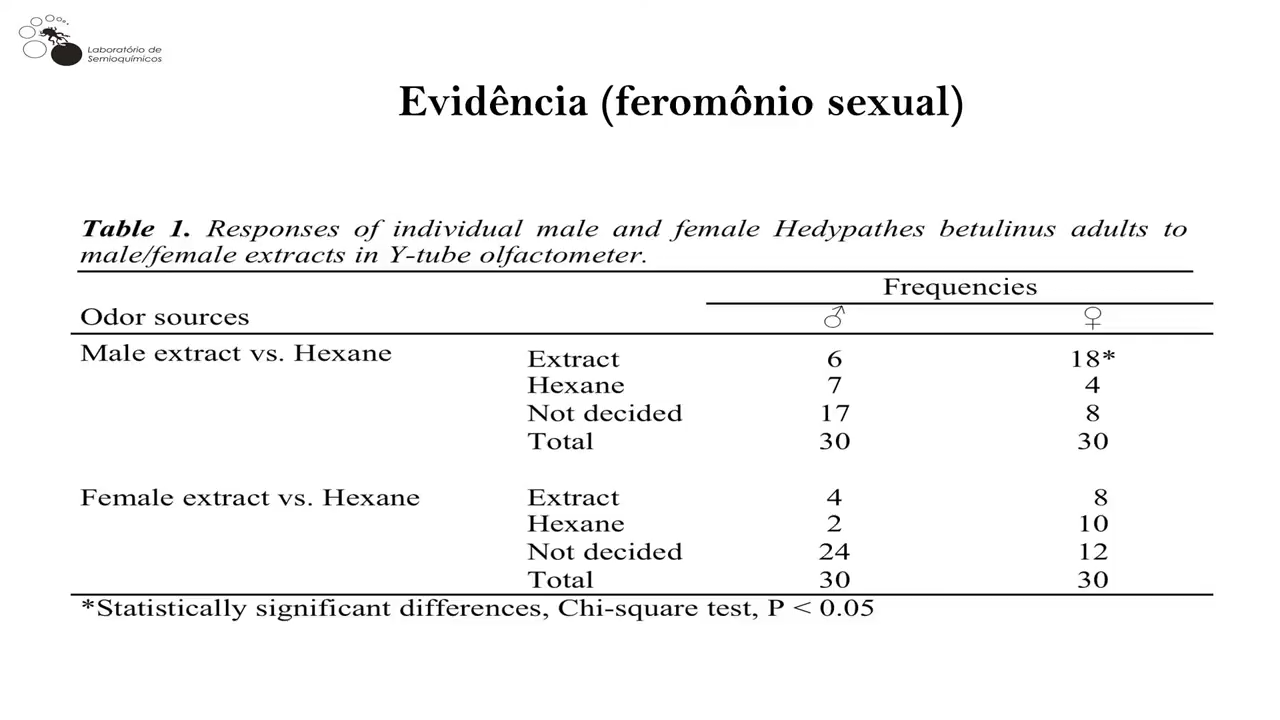 Laboratório de
Semioquímicos
Evidência (feromônio sexual)
Table 1. Responses of individual male and female Hedypathes betulinus adults to
male/female extracts in Y-tube olfactometer.
Frequencies
Odor sources ♂ ♀
Male extract vs. Hexane Extract 6 18*
Hexane 7 4
Not decided 17 8
Total 30 30
Female extract vs. Hexane Extract 4 8
Hexane 2 10
Not decided 24 12
Total 30 30
*Statistically significant differences, Chi-square test, P < 0.05